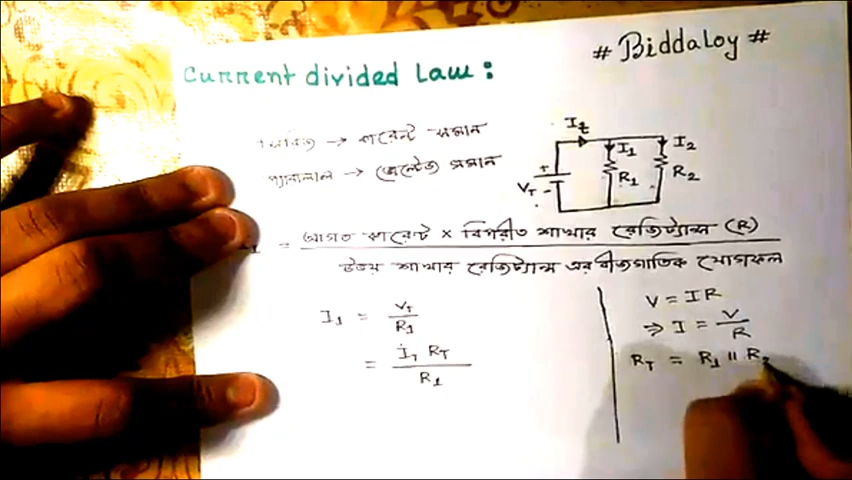 # Biddaloy #
Current divided Law:
→ কারেন্ট সমান
প্যারালাল → ভোল্টেজ সমান
It
I1
I2
R1
R2
+
VT -
= আগত কারেন্ট × বিপরীত শাখার রেজিট্যান্স (R)
উভয় শাখার রেজিট্যান্স এর বীজগাতিক যোগফল
I1 = VT / R1
= IT RT / R1
V = IR
⇒ I = V / R
RT = R1 || R2